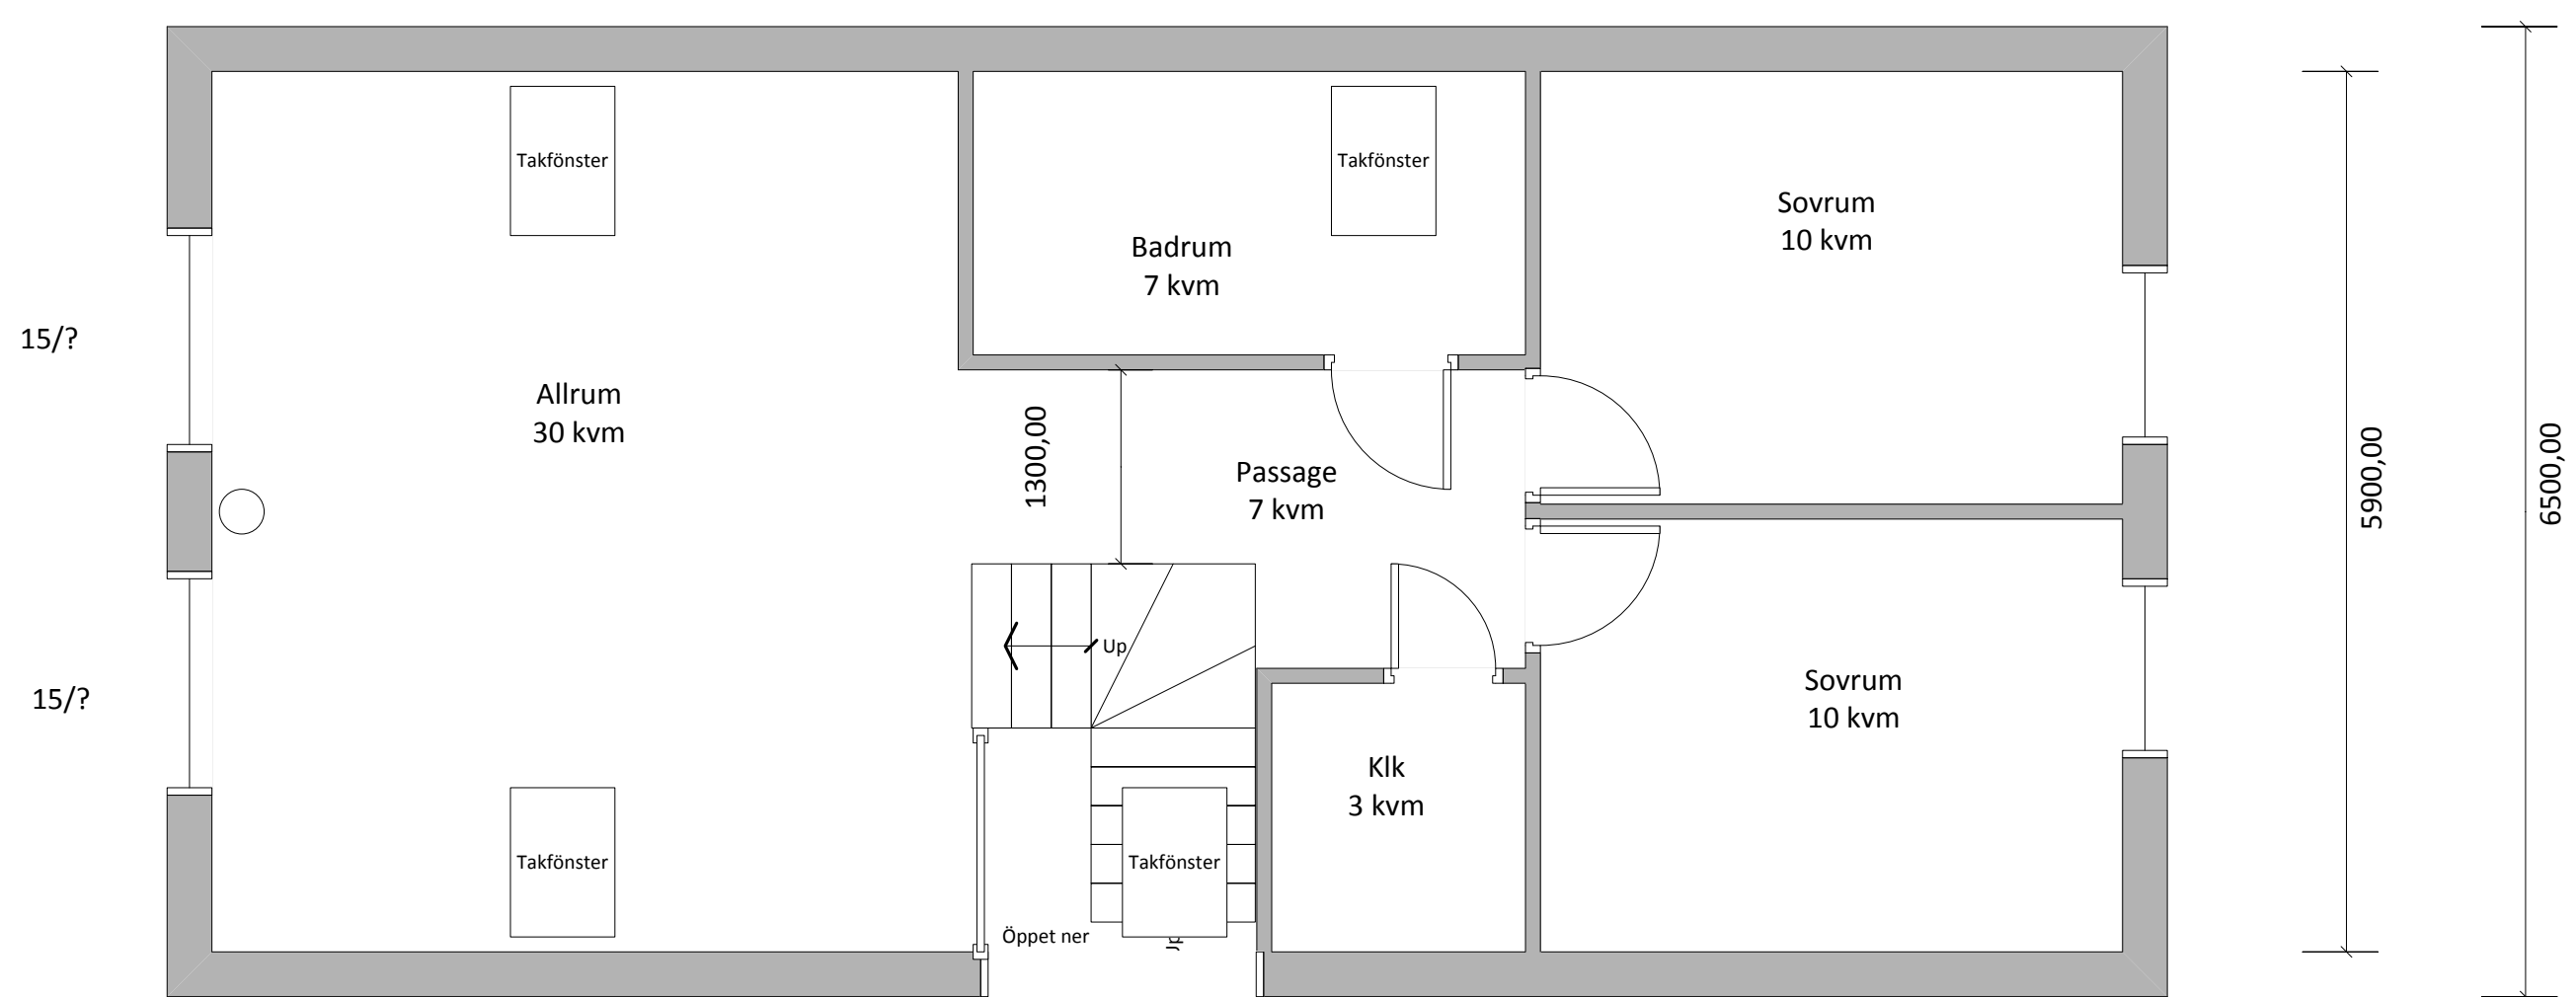 Takfönster
Takfönster
Sovrum
10 kvm
Badrum
7 kvm
15/?
Allrum
30 kvm
1300,00
Passage
7 kvm
5900,00
6500,00
Up
15/?
Sovrum
10 kvm
Klk
3 kvm
Takfönster
Takfönster
Öppet ner